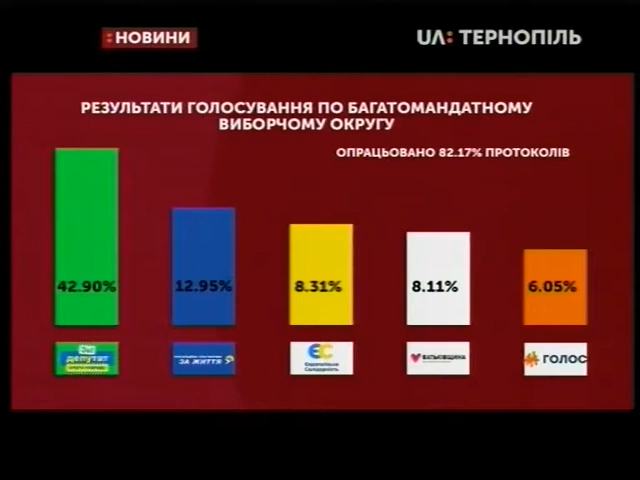 : НОВИНИ
UA: ТЕРНОПІЛЬ
РЕЗУЛЬТАТИ ГОЛОСУВАННЯ ПО БАГАТОМАНДАТНОМУ
ВИБОРЧОМУ ОКРУГУ
ОПРАЦЬОВАНО 82.17% ПРОТОКОЛІВ
42.90% 12.95% 8.31% 8.11% 6.05%
депутат
ЗА ЖИТТЯ
ЄС
Європейська
Солідарність
БАТЬКІВЩИНА
ГОЛОС